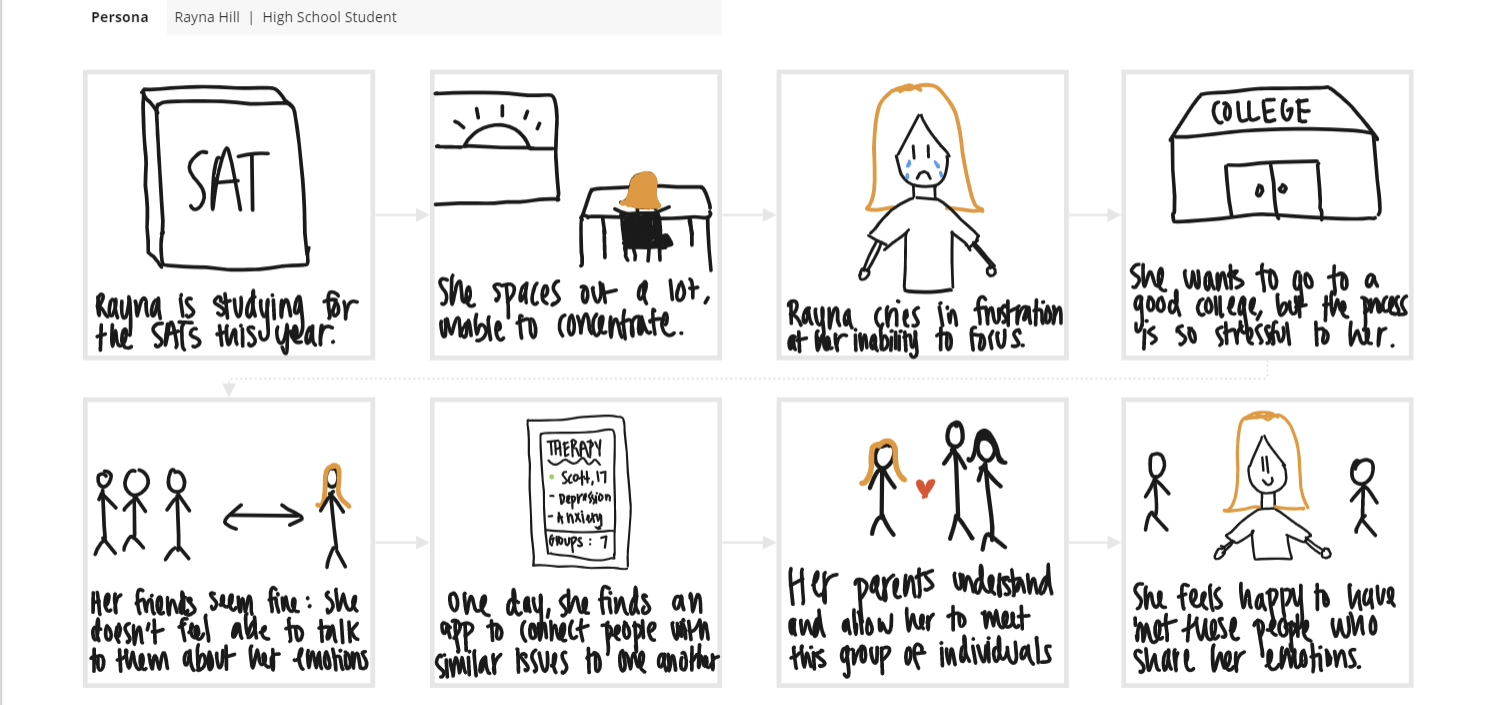 Persona Rayna Hill | High School Student
SAT
Rayna is studying for
the SATs this year.
She spaces out a lot,
unable to concentrate.
Rayna cries in frustration
at her inability to focus.
COLLEGE
She wants to go to a
good college, but the process
is so stressful to her.
Her friends seem fine: she
doesn't feel able to talk
to them about her emotions
THERAPY
Scott, 17
- Depression
- Anxiety
Groups: 7
One day, she finds an
app to connect people with
similar issues to one another
Her parents understand
and allow her to meet
this group of individuals
She feels happy to have
met these people who
share her emotions.